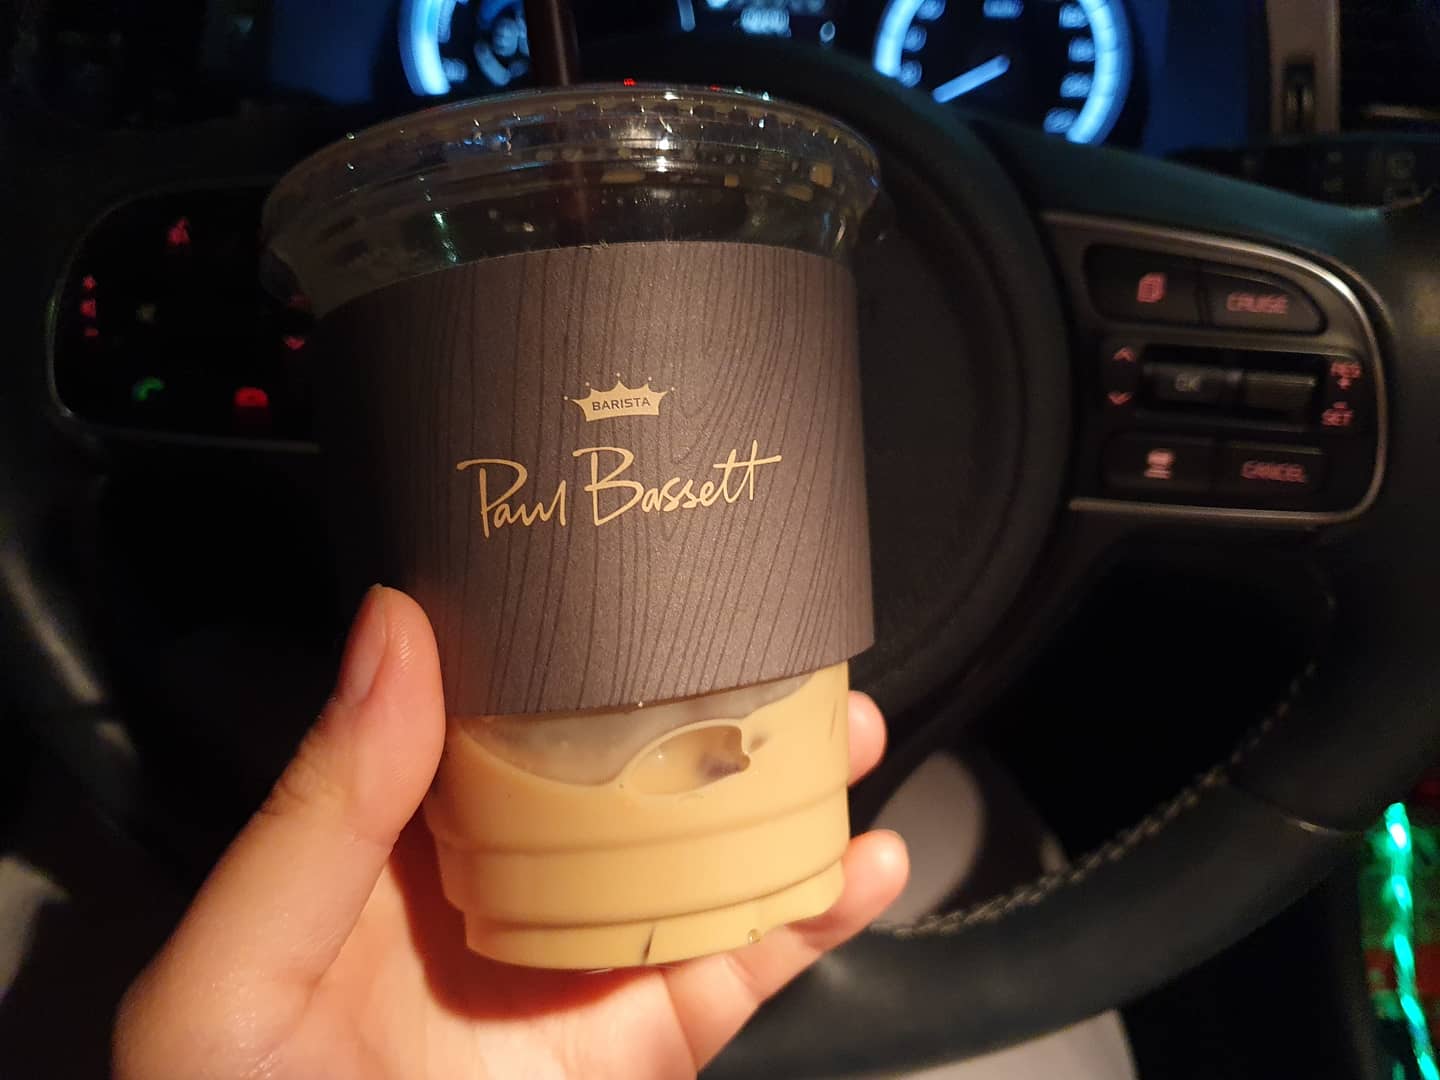 BARISTA
Paul Bassett
CRUISE
OK
RES
+
-
SET
CANCEL